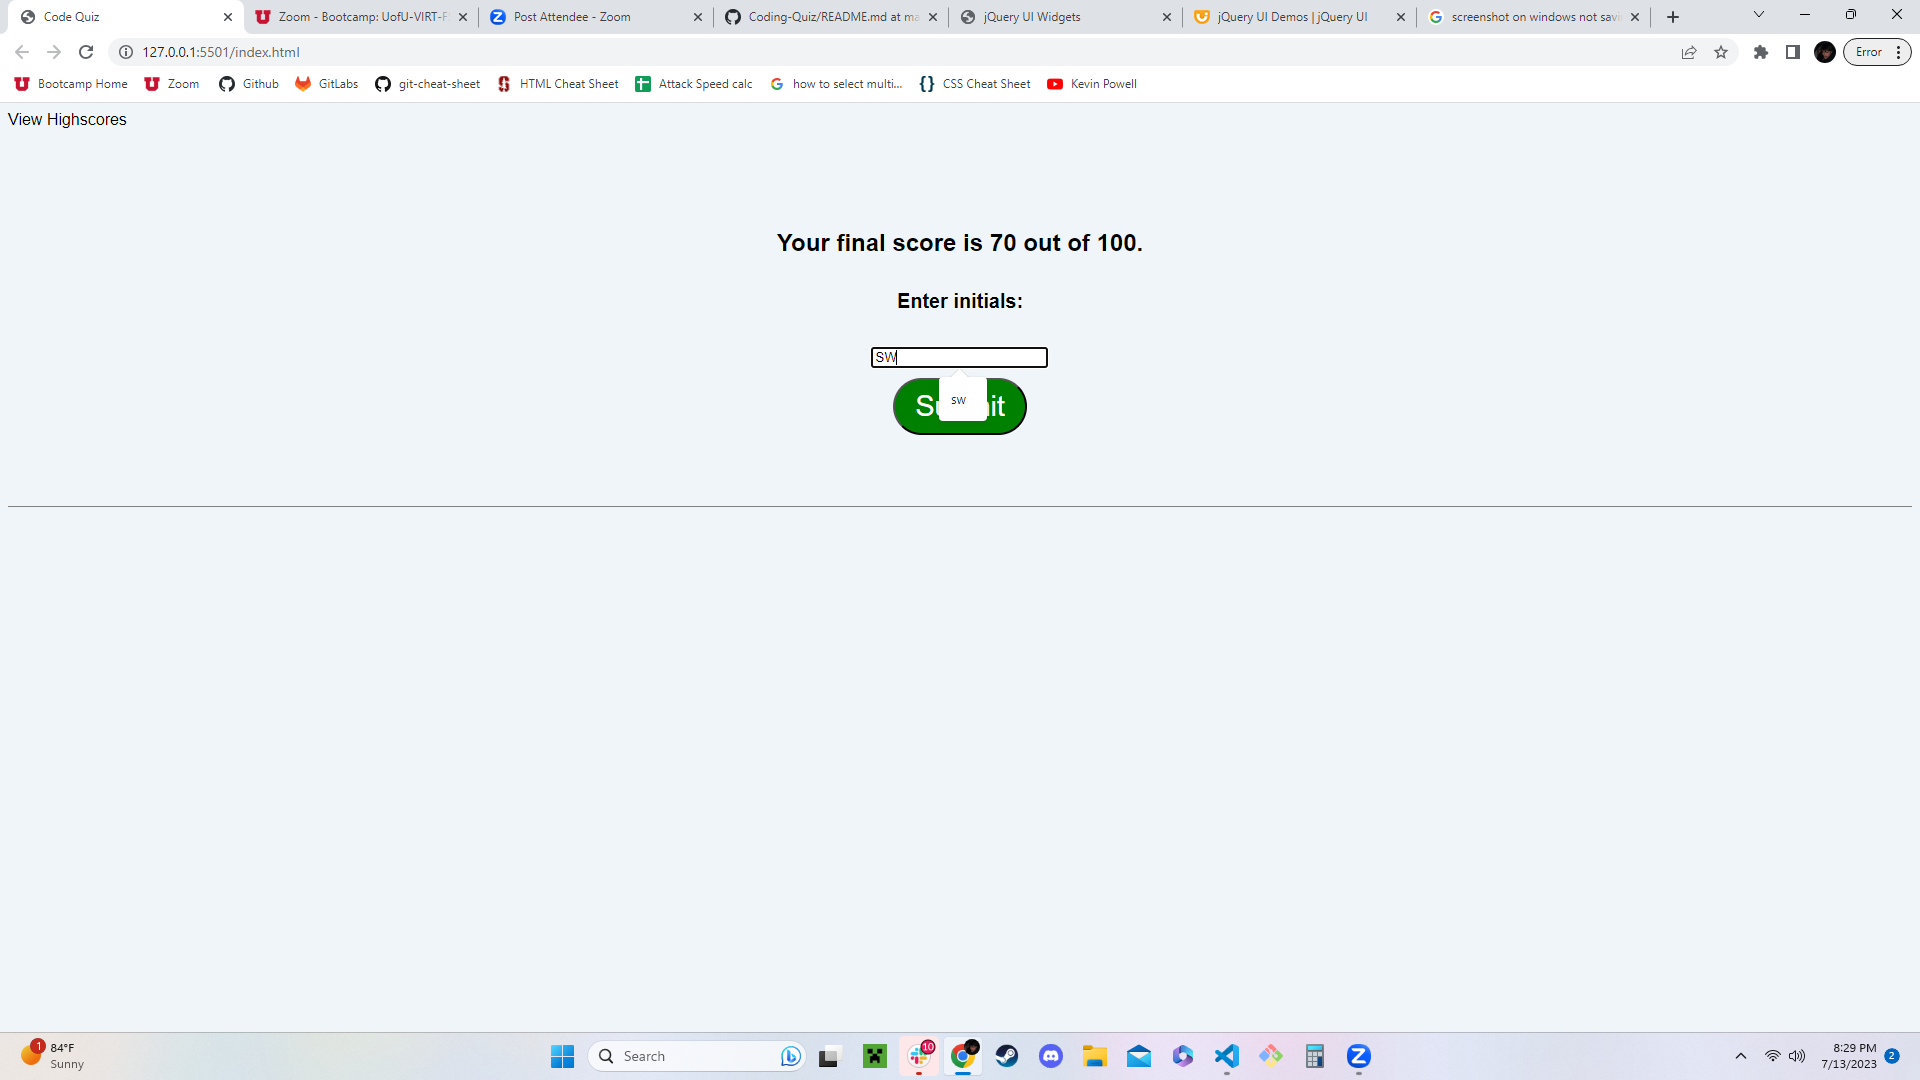 Code Quiz
Zoom - Bootcamp: UofU-VIRT-F
Post Attendee - Zoom
Coding-Quiz/README.md at ma
jQuery UI Widgets
jQuery UI Demos | jQuery UI
screenshot on windows not savi
127.0.0.1:5501/index.html
Error
Bootcamp Home
Zoom
Github
GitLabs
git-cheat-sheet
HTML Cheat Sheet
Attack Speed calc
how to select multi...
CSS Cheat Sheet
Kevin Powell
View Highscores
Your final score is 70 out of 100.
Enter initials:
SW
SW
1
84°F
Sunny
Search
10
8:29 PM
7/13/2023
2